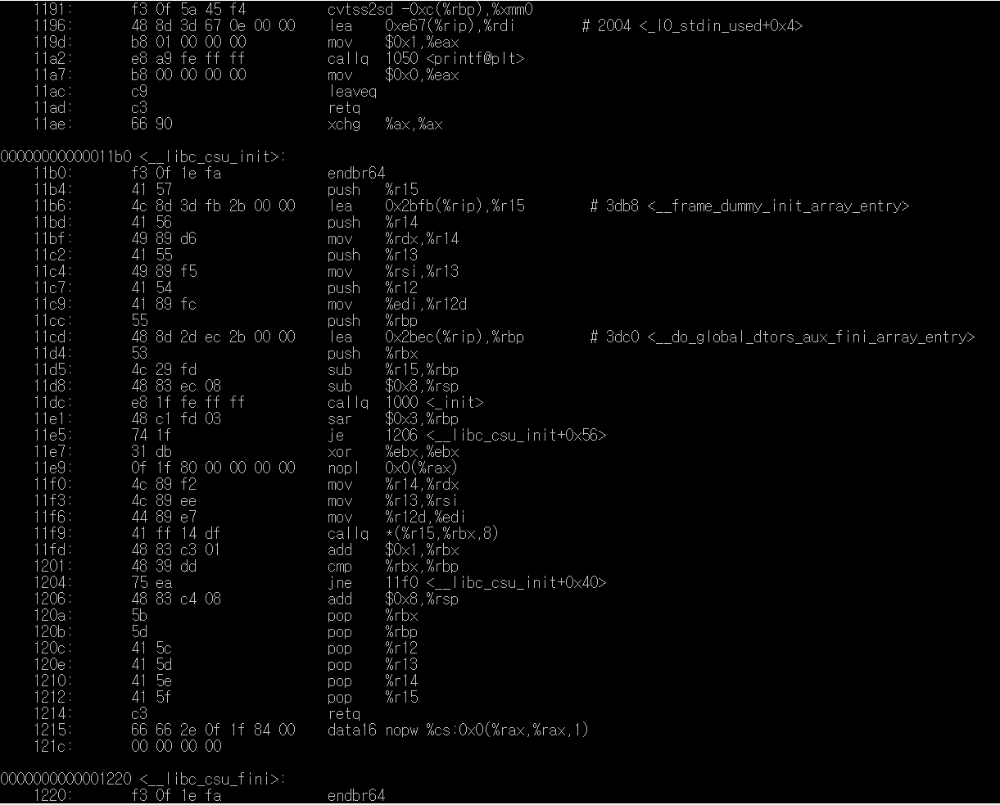 1191: f3 0f 5a 45 f4 cvtss2sd -0xc(%rbp),%xmm0
1196: 48 8d 3d 67 0e 00 00 lea 0xe67(%rip),%rdi # 2004 <_IO_stdin_used+0x4>
119d: b8 01 00 00 00 mov $0x1,%eax
11a2: e8 a9 fe ff ff callq 1050 <printf@plt>
11a7: b8 00 00 00 00 mov $0x0,%eax
11ac: c9 leaveq
11ad: c3 retq
11ae: 66 90 xchg %ax,%ax
00000000000011b0 <__libc_csu_init>:
11b0: f3 0f 1e fa endbr64
11b4: 41 57 push %r15
11b6: 4c 8d 3d fb 2b 00 00 lea 0x2bfb(%rip),%r15 # 3db8 <__frame_dummy_init_array_entry>
11bd: 41 56 push %r14
11bf: 49 89 d6 mov %rdx,%r14
11c2: 41 55 push %r13
11c4: 49 89 f5 mov %rsi,%r13
11c7: 41 54 push %r12
11c9: 41 89 fc mov %edi,%r12d
11cc: 55 push %rbp
11cd: 48 8d 2d ec 2b 00 00 lea 0x2bec(%rip),%rbp # 3dc0 <__do_global_dtors_aux_fini_array_entry>
11d4: 53 push %rbx
11d5: 4c 29 fd sub %r15,%rbp
11d8: 48 83 ec 08 sub $0x8,%rsp
11dc: e8 1f fe ff ff callq 1000 <_init>
11e1: 48 c1 fd 03 sar $0x3,%rbp
11e5: 74 1f je 1206 <__libc_csu_init+0x56>
11e7: 31 db xor %ebx,%ebx
11e9: 0f 1f 80 00 00 00 00 nopl 0x0(%rax)
11f0: 4c 89 f2 mov %r14,%rdx
11f3: 4c 89 ee mov %r13,%rsi
11f6: 44 89 e7 mov %r12d,%edi
11f9: 41 ff 14 df callq *(%r15,%rbx,8)
11fd: 48 83 c3 01 add $0x1,%rbx
1201: 48 39 dd cmp %rbx,%rbp
1204: 75 ea jne 11f0 <__libc_csu_init+0x40>
1206: 48 83 c4 08 add $0x8,%rsp
120a: 5b pop %rbx
120b: 5d pop %rbp
120c: 41 5c pop %r12
120e: 41 5d pop %r13
1210: 41 5e pop %r14
1212: 41 5f pop %r15
1214: c3 retq
1215: 66 66 2e 0f 1f 84 00 data16 nopw %cs:0x0(%rax,%rax,1)
121c: 00 00 00 00
0000000000001220 <__libc_csu_fini>:
1220: f3 0f 1e fa endbr64